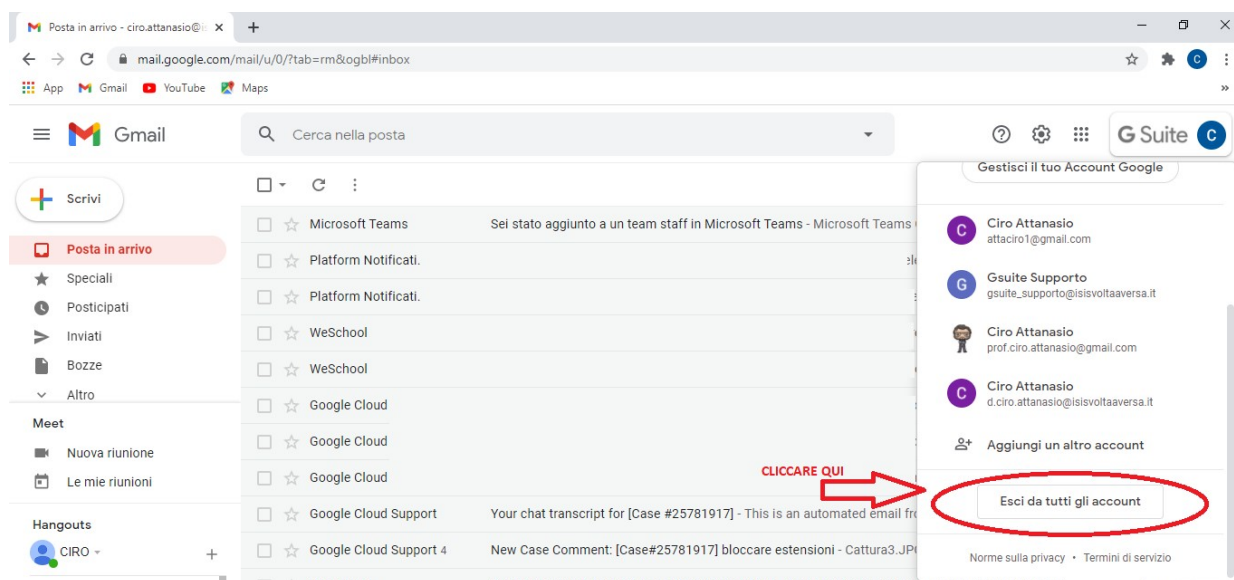 Posta in arrivo - ciro.attanasio@
mail.google.com/mail/u/0/?tab=rm&ogbl#inbox
C
App Gmail YouTube Maps
Gmail
Cerca nella posta
G Suite C
Gestisci il tuo Account Google
Scrivi
Posta in arrivo
Speciali
Posticipati
Inviati
Bozze
Altro
Meet
Nuova riunione
Le mie riunioni
Hangouts
CIRO
Microsoft Teams Sei stato aggiunto a un team staff in Microsoft Teams - Microsoft Teams
Platform Notificati.
Platform Notificati.
WeSchool
WeSchool
Google Cloud
Google Cloud
Google Cloud
Google Cloud Support Your chat transcript for [Case #25781917] - This is an automated email
Google Cloud Support 4 New Case Comment: [Case#25781917] bloccare estensioni - Cattura3.JP
CLICCARE QUI
C
Ciro Attanasio
attaciro1@gmail.com
G
Gsuite Supporto
gsuite_supporto@isisvoltaaversa.it
Ciro Attanasio
prof.ciro.attanasio@gmail.com
C
Ciro Attanasio
d.ciro.attanasio@isisvoltaaversa.it
Aggiungi un altro account
Esci da tutti gli account
Norme sulla privacy • Termini di servizio